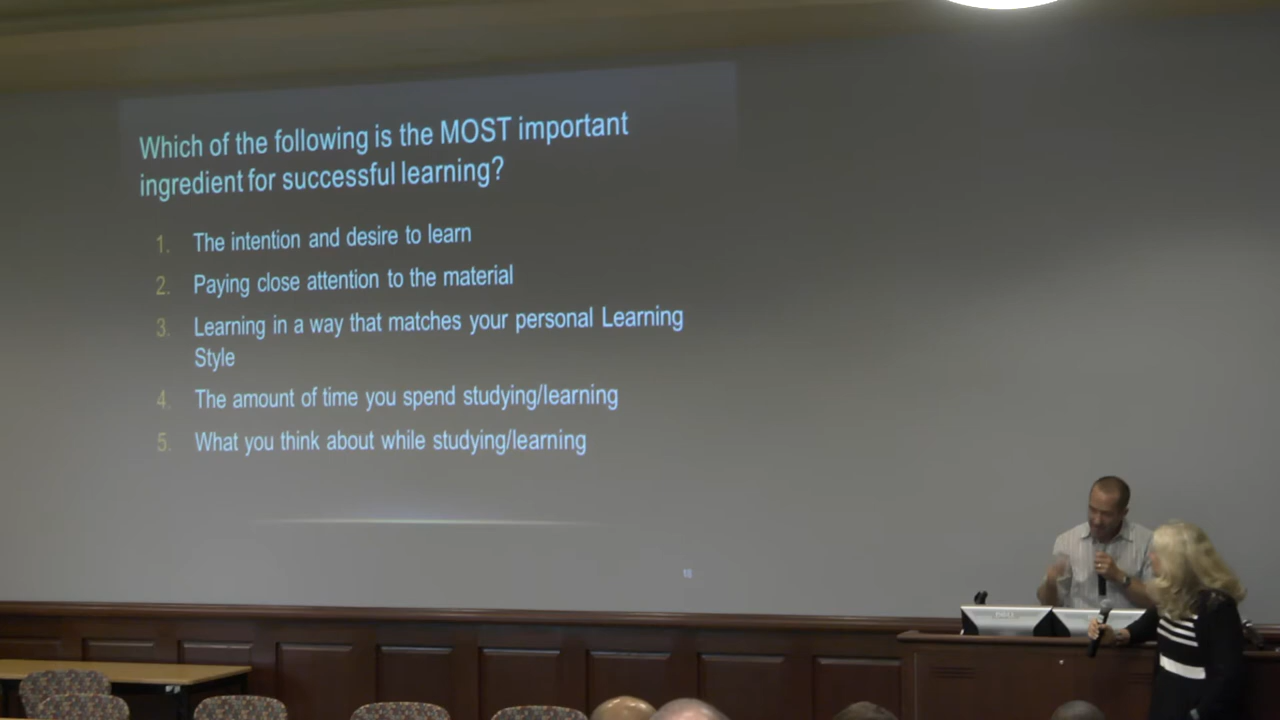 Which of the following is the MOST important
ingredient for successful learning?
1. The intention and desire to learn
2. Paying close attention to the material
3. Learning in a way that matches your personal Learning
Style
4. The amount of time you spend studying/learning
5. What you think about while studying/learning